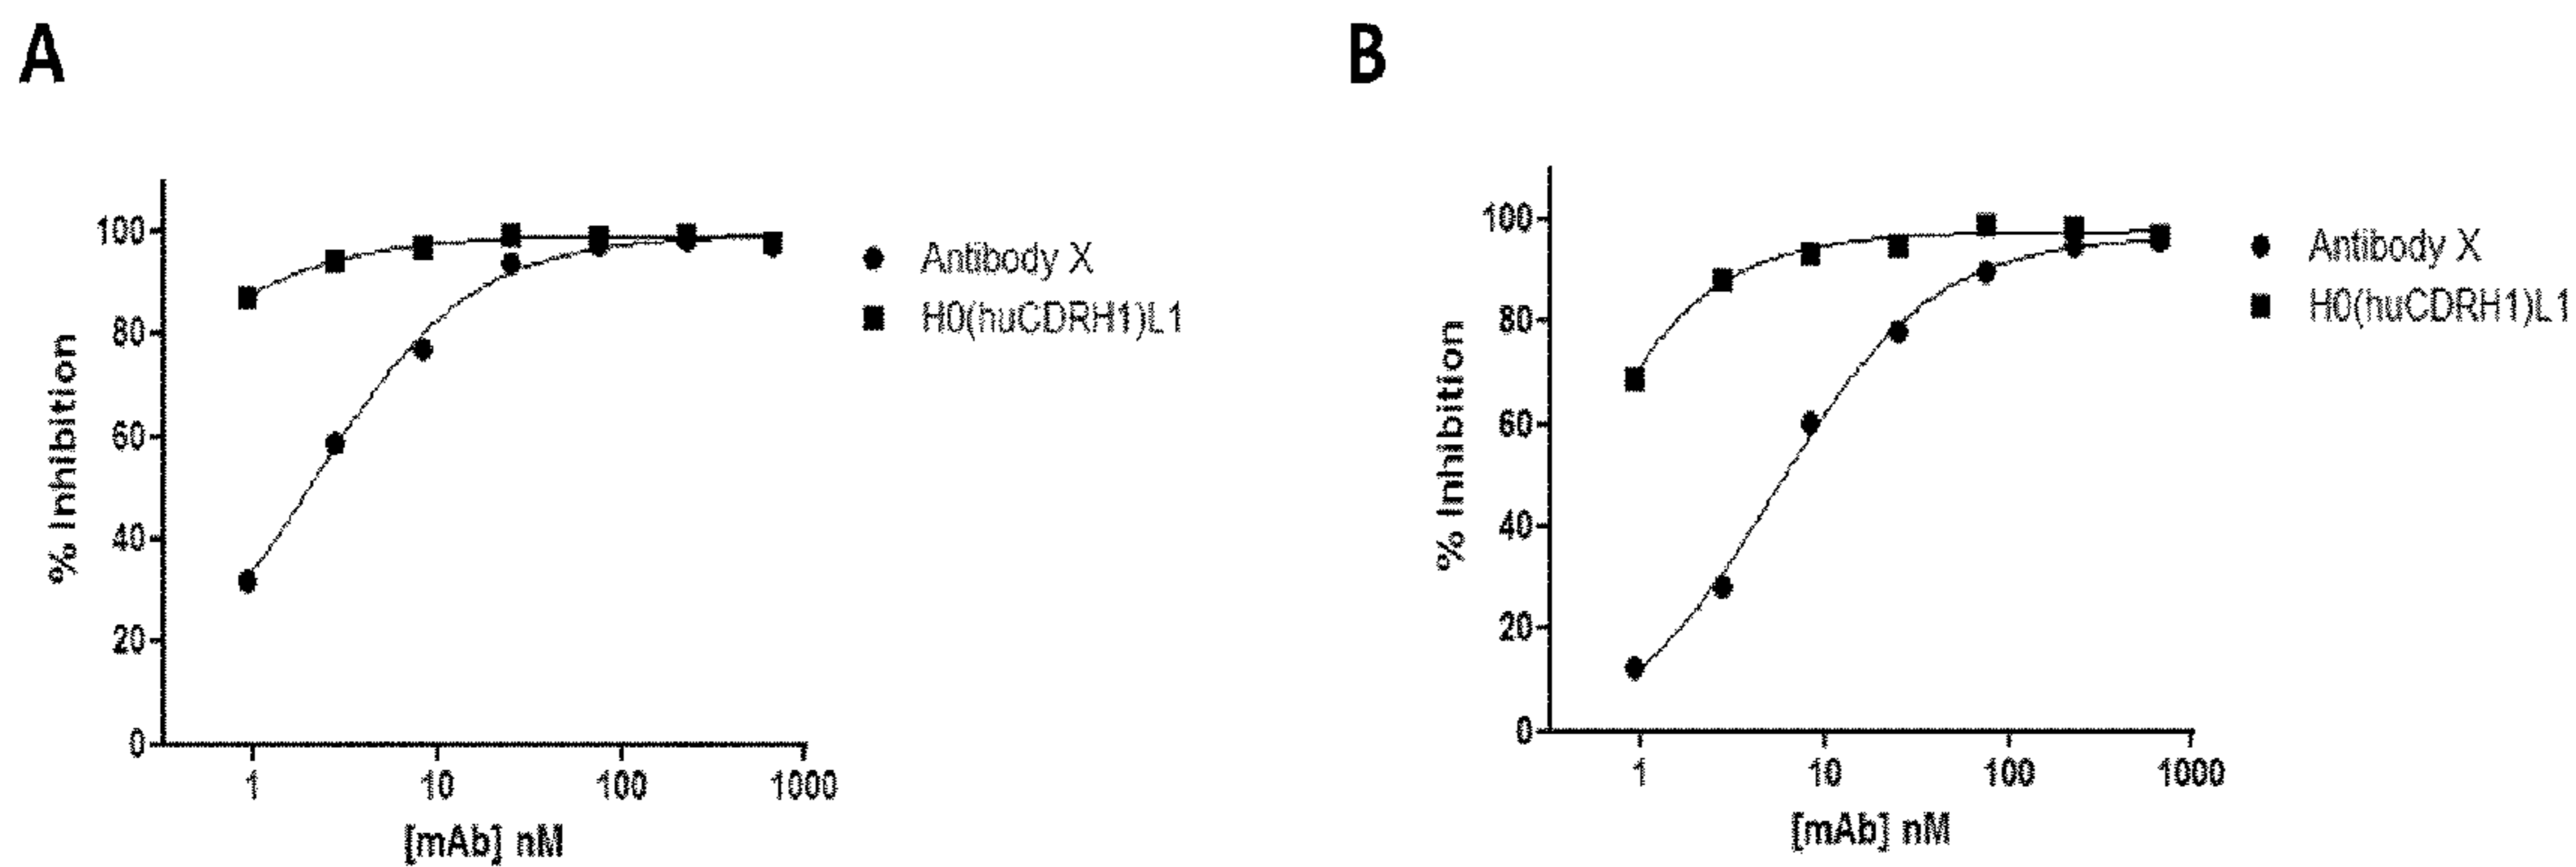 A
100
80
60
40
20
0
% Inhibition
1 10 100 1000
[mAb] nM
Antibody X
H0(huCDRH1)L1
B
100
80
60
40
20
0
% Inhibition
1 10 100 1000
[mAb] nM
Antibody X
H0(huCDRH1)L1